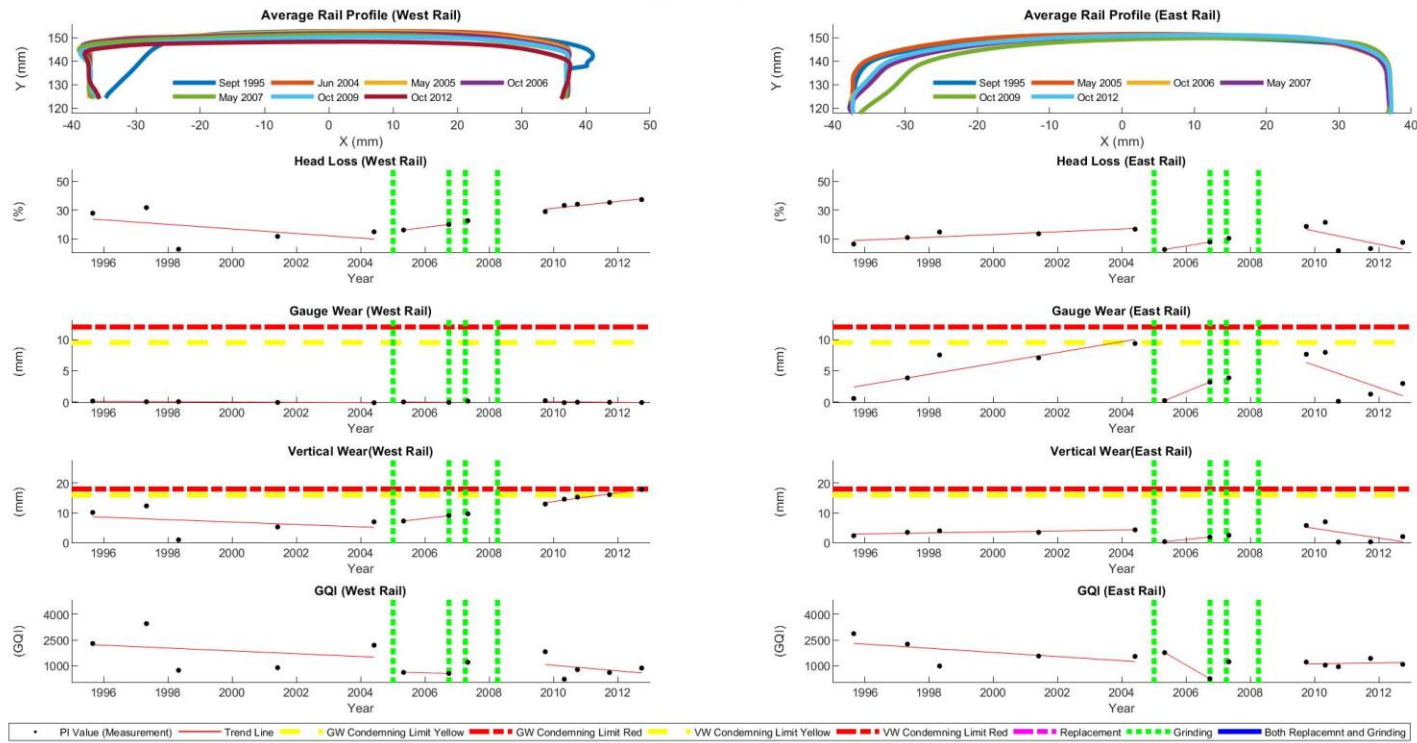 Average Rail Profile (West Rail)
Y (mm)
150
140
130
120
Sept 1995 Jun 2004 May 2005 Oct 2006
May 2007 Oct 2009 Oct 2012
-40 -30 -20 -10 0 10 20 30 40 50
X (mm)
Head Loss (West Rail)
(%)
50
30
10
1996 1998 2000 2002 2004 2006 2008 2010 2012
Year
Gauge Wear (West Rail)
(mm)
10
5
0
1996 1998 2000 2002 2004 2006 2008 2010 2012
Year
Vertical Wear(West Rail)
(mm)
20
10
0
1996 1998 2000 2002 2004 2006 2008 2010 2012
Year
GQI (West Rail)
(GQI)
4000
2500
1000
1996 1998 2000 2002 2004 2006 2008 2010 2012
Year
Average Rail Profile (East Rail)
Y (mm)
150
140
130
120
Sept 1995 May 2005 Oct 2006 May 2007
Oct 2009 Oct 2012
-40 -30 -20 -10 0 10 20 30 40
X (mm)
Head Loss (East Rail)
(%)
50
30
10
1996 1998 2000 2002 2004 2006 2008 2010 2012
Year
Gauge Wear (East Rail)
(mm)
10
5
0
1996 1998 2000 2002 2004 2006 2008 2010 2012
Year
Vertical Wear(East Rail)
(mm)
20
10
0
1996 1998 2000 2002 2004 2006 2008 2010 2012
Year
GQI (East Rail)
(GQI)
4000
2500
1000
1996 1998 2000 2002 2004 2006 2008 2010 2012
Year
PI Value (Measurement) Trend Line GW Condemning Limit Yellow GW Condemning Limit Red VW Condemning Limit Yellow VW Condemning Limit Red Replacement Grinding Both Replacemnt and Grinding